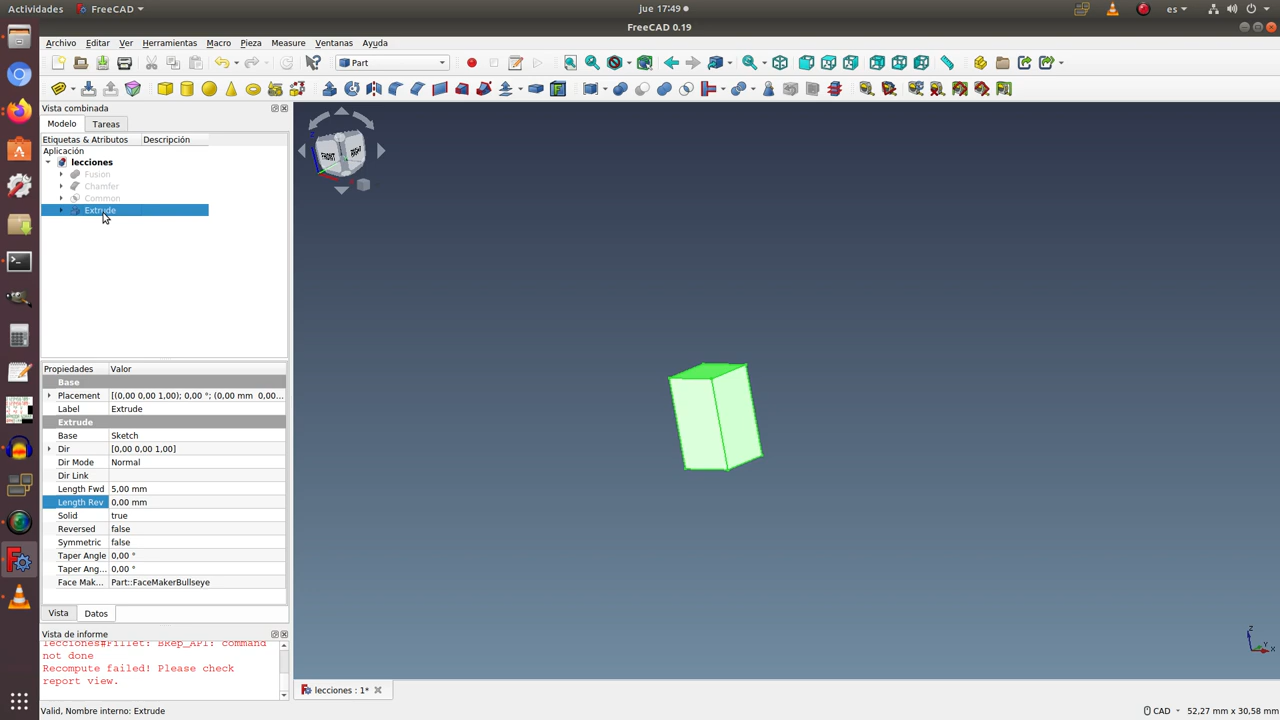 Actividades
FreeCAD
jue 17:49
es
FreeCAD 0.19
Archivo Editar Ver Herramientas Macro Pieza Measure Ventanas Ayuda
Part
Vista combinada
Modelo Tareas
Etiquetas & Atributos Descripción
Aplicación
lecciones
Fusion
Chamfer
Common
Extrude
FRONT RIGHT
Propiedades Valor
Base
Placement [(0,00 0,00 1,00); 0,00 °; (0,00 mm 0,00...
Label Extrude
Extrude
Base Sketch
Dir [0,00 0,00 1,00]
Dir Mode Normal
Dir Link
Length Fwd 5,00 mm
Length Rev 0,00 mm
Solid true
Reversed false
Symmetric false
Taper Angle 0,00 °
Taper Ang... 0,00 °
Face Mak... Part::FaceMakerBullseye
Vista Datos
Vista de informe
lecciones#Fillet: BRep_API: command
not done
Recompute failed! Please check
report view.
Z
X
lecciones : 1*
Valid, Nombre interno: Extrude
CAD
52,27 mm x 30,58 mm